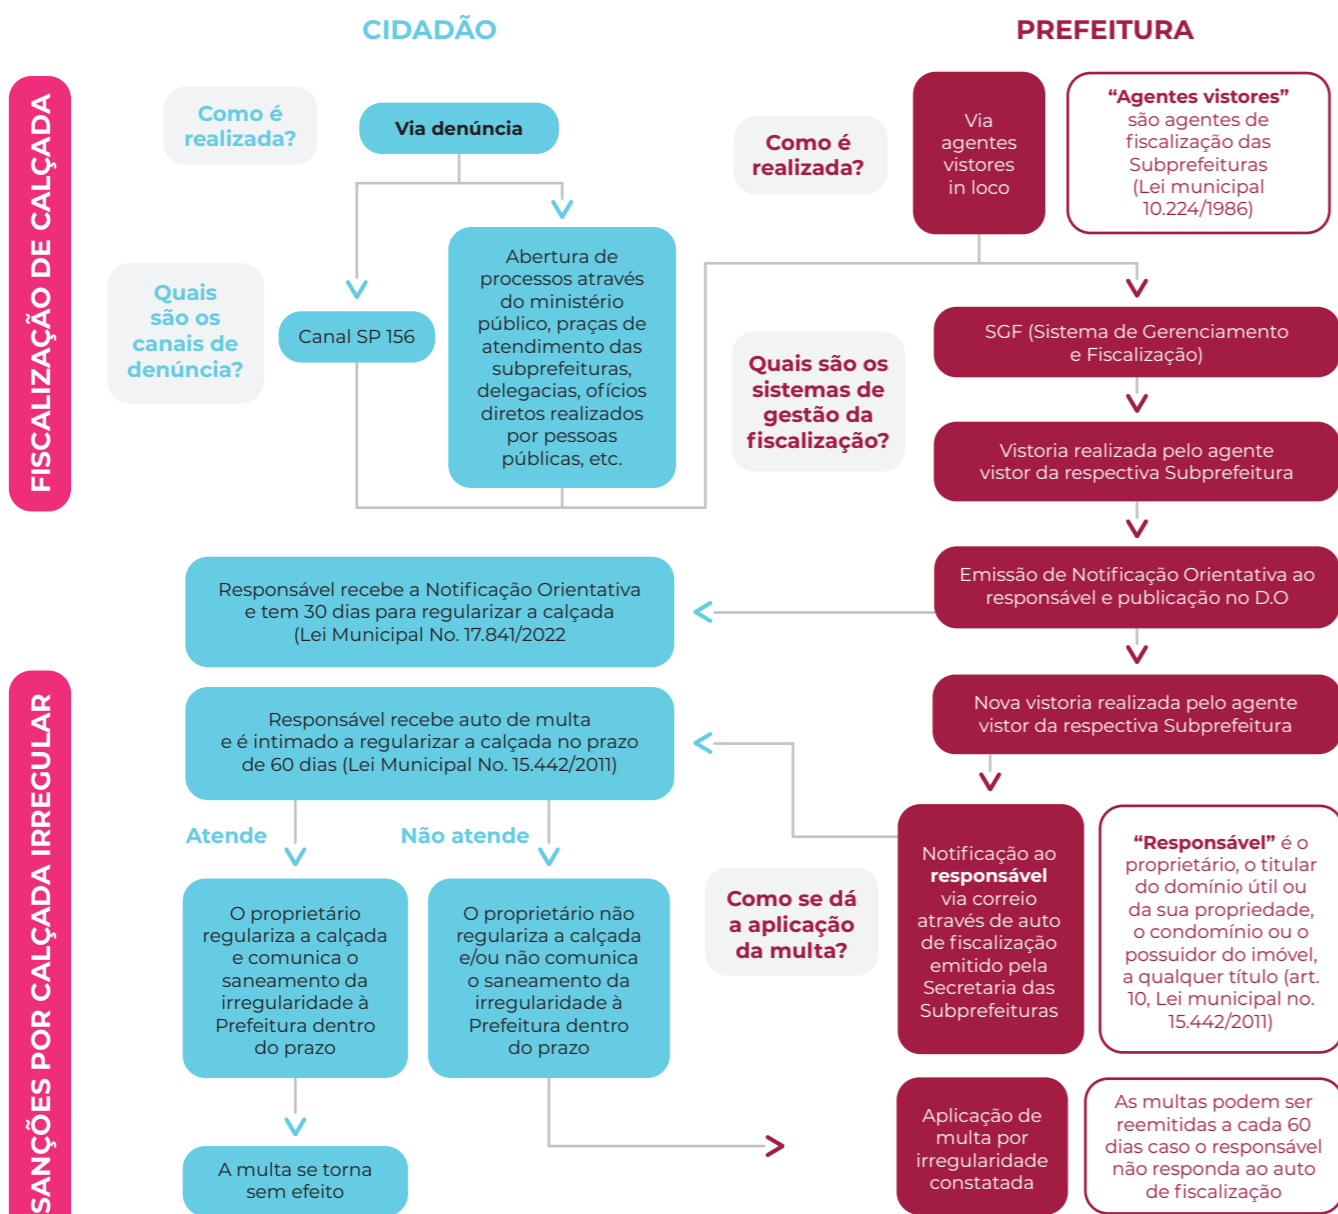 CIDADÃO
PREFEITURA
FISCALIZAÇÃO DE CALÇADA
Como é
realizada?
Via denúncia
Quais
são os
canais de
denúncia?
Canal SP 156
Abertura de
processos através
do ministério
público, praças de
atendimento das
subprefeituras,
delegacias, ofícios
diretos realizados
por pessoas
públicas, etc.
Como é
realizada?
Via
agentes
vistores
in loco
“Agentes vistores”
são agentes de
fiscalização das
Subprefeituras
(Lei municipal
10.224/1986)
Quais são os
sistemas de
gestão da
fiscalização?
SGF (Sistema de Gerenciamento
e Fiscalização)
Vistoria realizada pelo agente
vistor da respectiva Subprefeitura
Emissão de Notificação Orientativa ao
responsável e publicação no D.O
Responsável recebe a Notificação Orientativa
e tem 30 dias para regularizar a calçada
(Lei Municipal No. 17.841/2022
Nova vistoria realizada pelo agente
vistor da respectiva Subprefeitura
SANÇÕES POR CALÇADA IRREGULAR
Responsável recebe auto de multa
e é intimado a regularizar a calçada no prazo
de 60 dias (Lei Municipal No. 15.442/2011)
Atende
Não atende
O proprietário
regulariza a calçada
e comunica o
saneamento da
irregularidade à
Prefeitura dentro
do prazo
O proprietário não
regulariza a calçada
e/ou não comunica
o saneamento da
irregularidade à
Prefeitura dentro
do prazo
A multa se torna
sem efeito
Como se dá
a aplicação
da multa?
Notificação ao
responsável
via correio
através de auto
de fiscalização
emitido pela
Secretaria das
Subprefeituras
“Responsável” é o
proprietário, o titular
do domínio útil ou
da sua propriedade,
o condomínio ou o
possuidor do imóvel,
a qualquer título (art.
10, Lei municipal no.
15.442/2011)
Aplicação de
multa por
irregularidade
constatada
As multas podem ser
reemitidas a cada 60
dias caso o responsável
não responda ao auto
de fiscalização